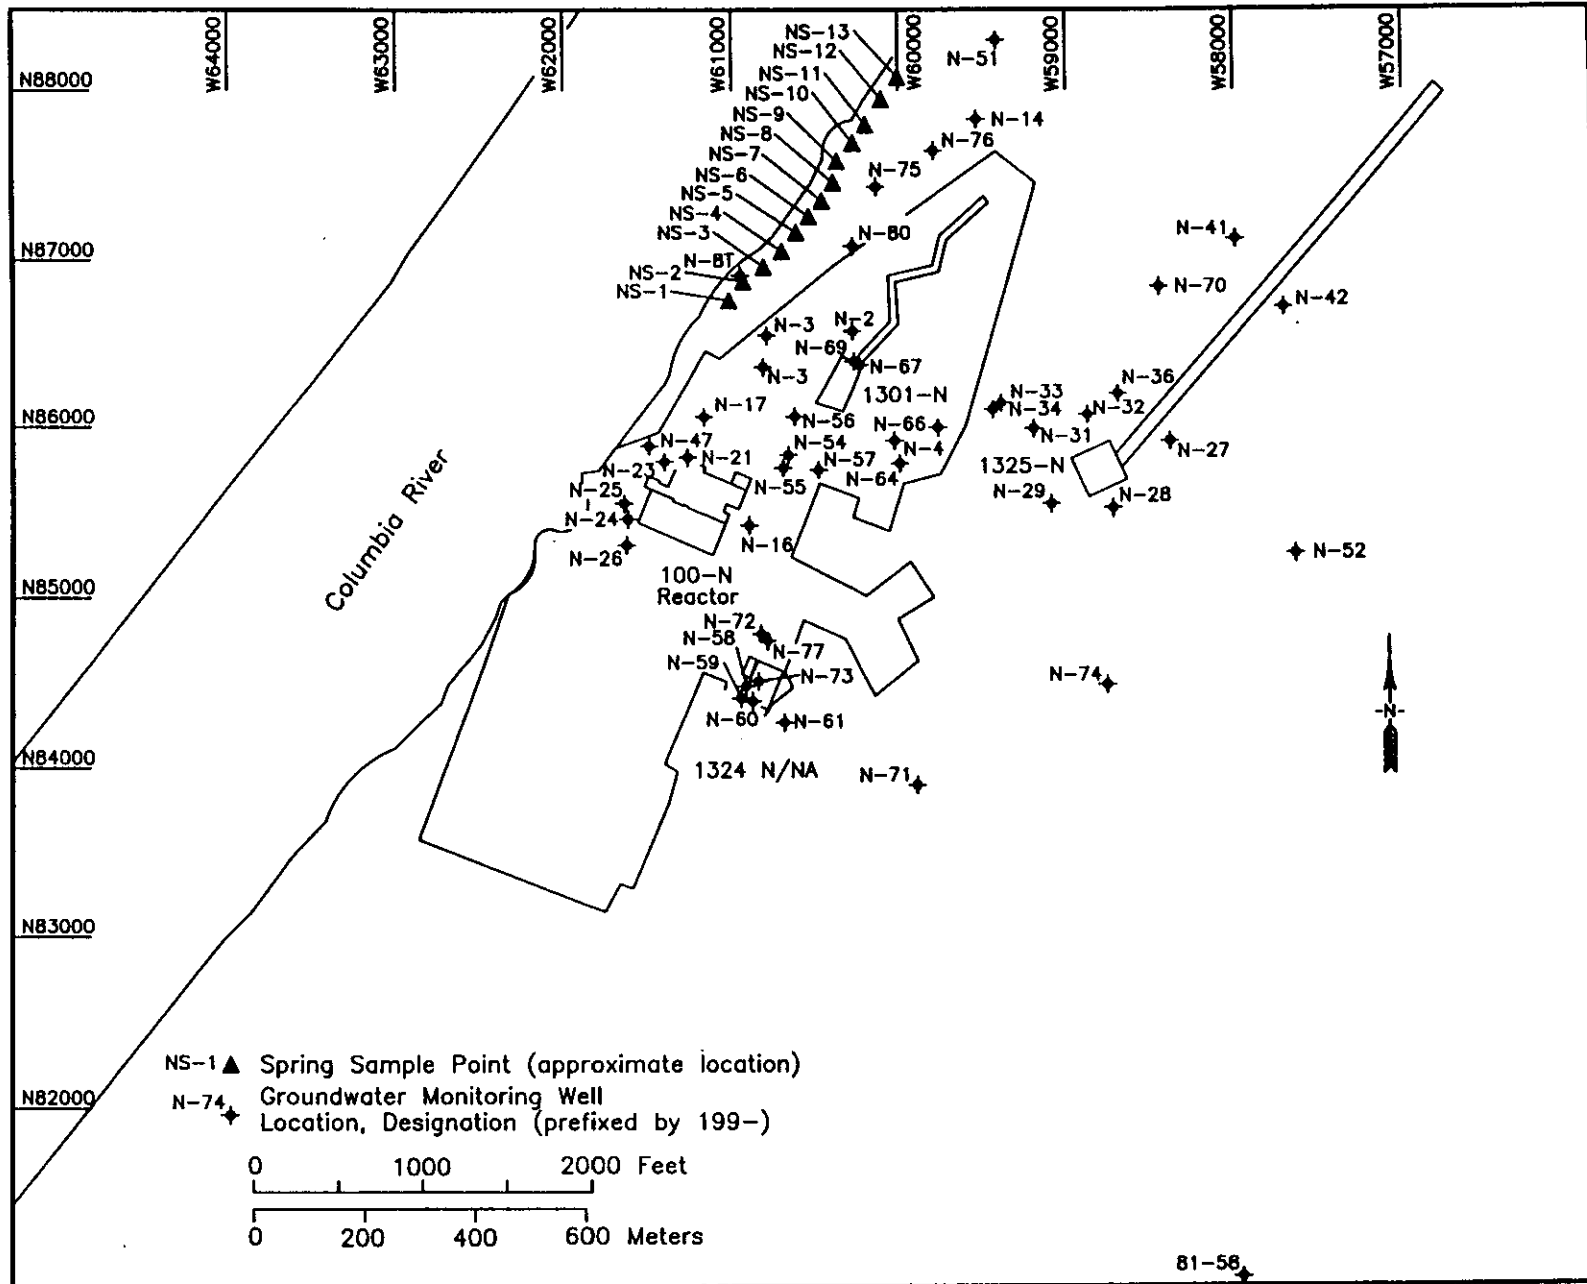 W64000
W63000
W62000
W61000
W60000
W59000
W58000
W57000
N88000
N87000
N86000
N85000
N84000
N83000
N82000
NS-13
NS-12
NS-11
NS-10
NS-9
NS-8
NS-7
NS-6
NS-5
NS-4
NS-3
N-8T
NS-2
NS-1
N-51
N-14
N-76
N-75
N-80
N-41
N-70
N-42
N-3
N-2
N-69
N-67
N-3
1301-N
N-17
N-56
N-66
N-33
N-34
N-36
N-32
N-31
N-27
N-47
N-23
N-21
N-54
N-57
N-4
N-55
N-64
1325-N
N-29
N-28
N-25
N-24
N-26
N-16
N-52
100-N
Reactor
Columbia River
N-72
N-58
N-77
N-59
N-73
N-60
N-61
N-74
1324 N/NA
N-71
-N-
NS-1 Spring Sample Point (approximate location)
N-74 Groundwater Monitoring Well
Location, Designation (prefixed by 199-)
0 1000 2000 Feet
0 200 400 600 Meters
81-58